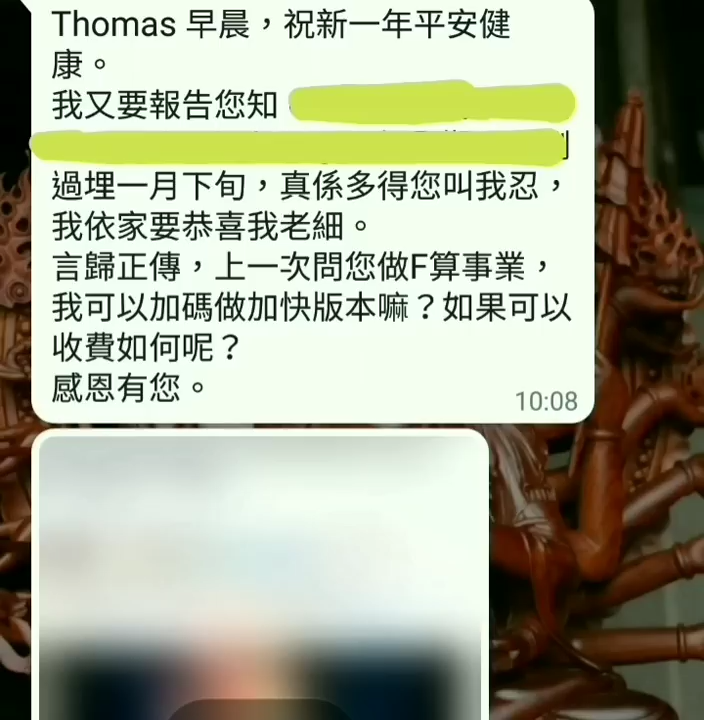 Thomas 早晨，祝新一年平安健
康。
我又要報告您知
過埋一月下旬，真係多得您叫我忍，
我依家要恭喜我老細。
言歸正傳，上一次問您做F算事業，
我可以加碼做加快版本嘛？如果可以
收費如何呢？
感恩有您。
10:08